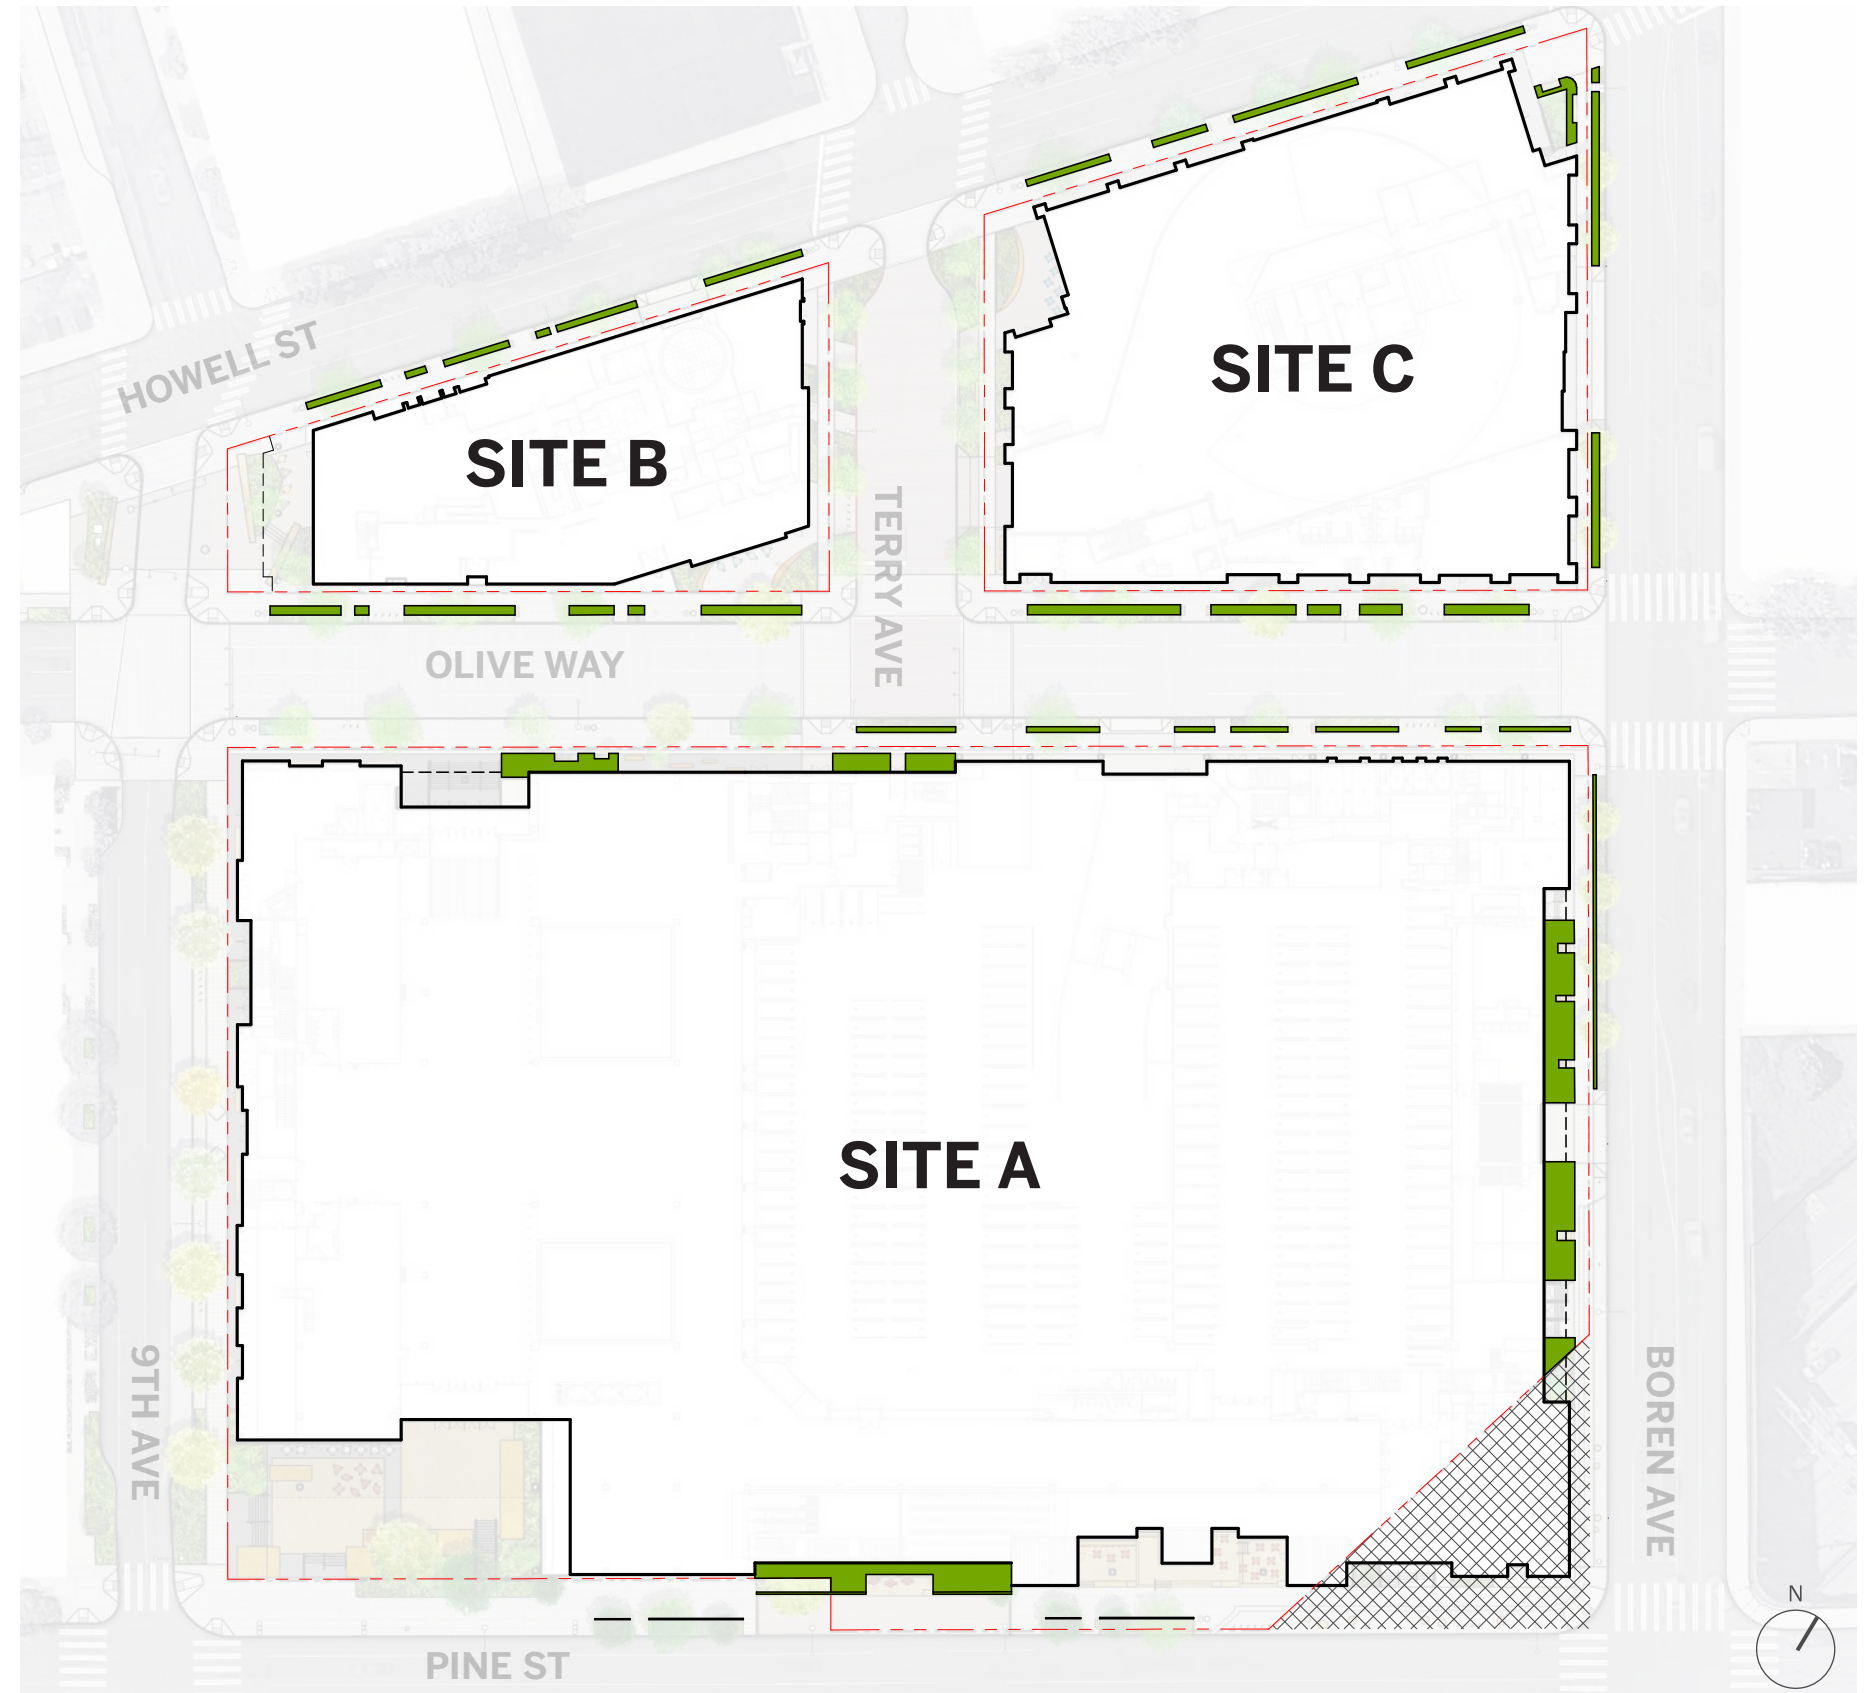 HOWELL ST
SITE B
SITE C
TERRY AVE
OLIVE WAY
SITE A
9TH AVE
BOREN AVE
PINE ST
N